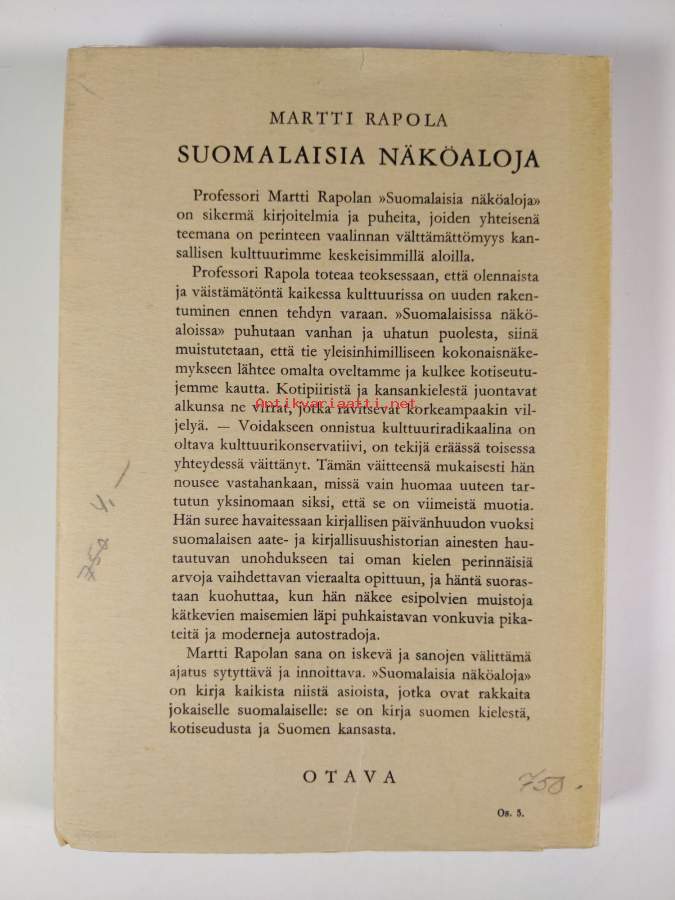 MARTTI RAPOLA
SUOMALAISIA NÄKÖALOJA
Professori Martti Rapolan »Suomalaisia näköaloja»
on sikermä kirjoitelmia ja puheita, joiden yhteisenä
teemana on perinteen vaalinnan välttämättömyys kan-
sallisen kulttuurimme keskeisimmillä aloilla.
Professori Rapola toteaa teoksessaan, että olennaista
ja väistämätöntä kaikessa kulttuurissa on uuden raken-
tuminen ennen tehdyn varaan. »Suomalaisissa näkö-
aloissa» puhutaan vanhan ja uhatun puolesta, siinä
muistutetaan, että tie yleisinhimilliseen kokonaisnäke-
mykseen lähtee omalta oveltamme ja kulkee kotiseutu-
jemme kautta. Kotipiiristä ja kansankielestä juontavat
alkunsa ne virrat, jotka ravitsevat korkeampaakin vil-
Antikvariaatti.net
jelyä. — Voidakseen onnistua kulttuuriradikaalina on
oltava kulttuurikonservatiivi, on tekijä eräässä toisessa
yhteydessä väittänyt. Tämän väitteensä mukaisesti hän
nousee vastahankaan, missä vain huomaa uuteen tar-
tutun yksinomaan siksi, että se on viimeistä muotia.
Hän suree havaitessaan kirjallisen päivänhuudon vuoksi
suomalaisen aate- ja kirjallisuushistorian ainesten hau-
tautuvan unohdukseen tai oman kielen perinnäisiä
arvoja vaihdettavan vieraalta opittuun, ja häntä suoras-
taan kuohuttaa, kun hän näkee esipolvien muistoja
kätkevien maisemien läpi puhkaistavan vonkuvia pika-
teitä ja moderneja autostradoja.
Martti Rapolan sana on iskevä ja sanojen välittämä
ajatus sytyttävä ja innoittava. »Suomalaisia näköaloja»
on kirja kaikista niistä asioista, jotka ovat rakkaita
jokaiselle suomalaiselle: se on kirja suomen kielestä,
kotiseudusta ja Suomen kansasta.
OTAVA
750.
Os. 5.